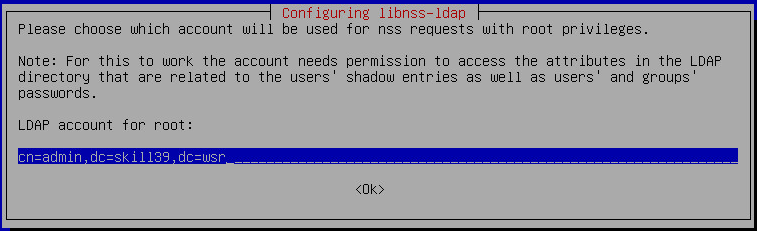 Configuring libnss-ldap
Please choose which account will be used for nss requests with root privileges.
Note: For this to work the account needs permission to access the attributes in the LDAP
directory that are related to the users' shadow entries as well as users' and groups'
passwords.
LDAP account for root:
cn=admin,dc=skill39,dc=wsr
<Ok>